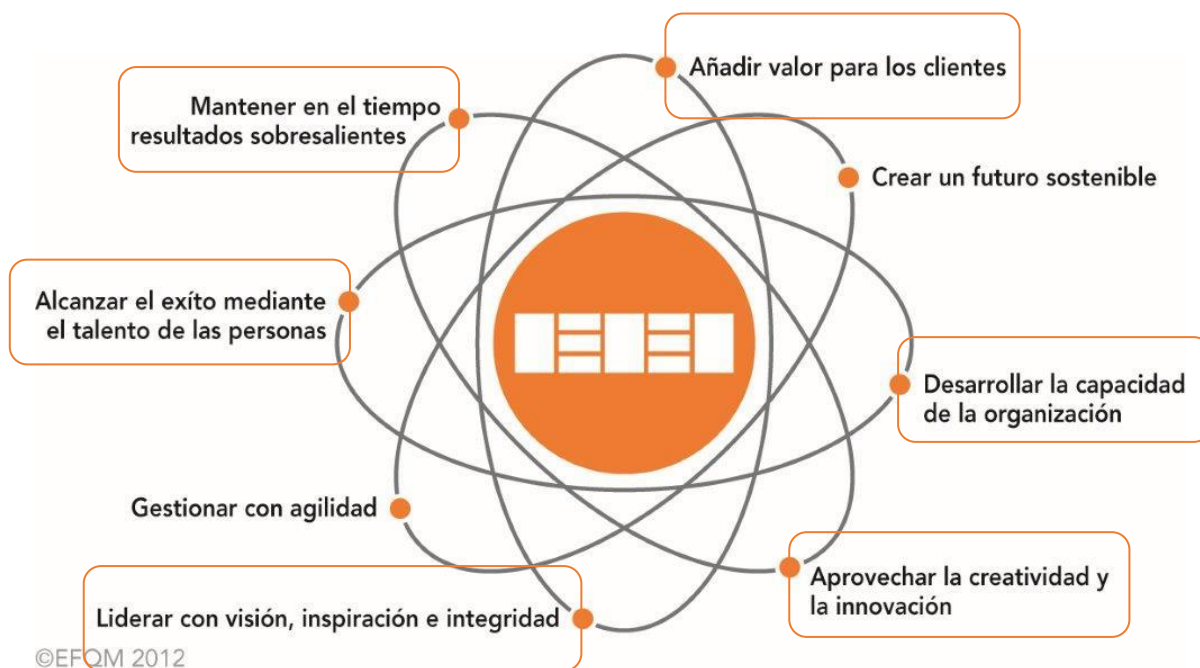 Añadir valor para los clientes
Mantener en el tiempo
resultados sobresalientes
Crear un futuro sostenible
Alcanzar el exíto mediante
el talento de las personas
Desarrollar la capacidad
de la organización
Gestionar con agilidad
Aprovechar la creatividad y
la innovación
Liderar con visión, inspiración e integridad
©EFQM 2012